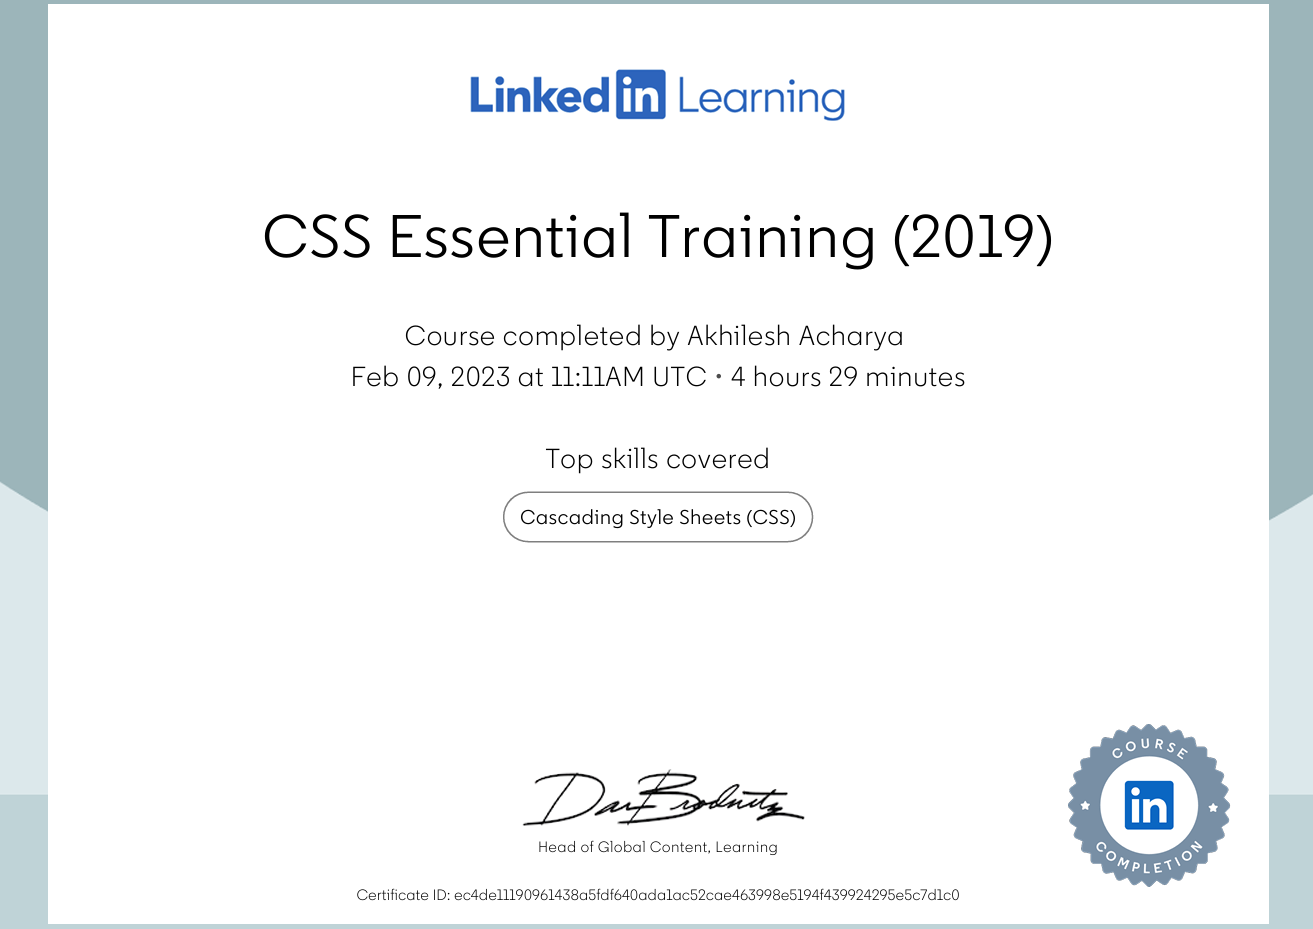 Linked in Learning
CSS Essential Training (2019)
Course completed by Akhilesh Acharya
Feb 09, 2023 at 11:11AM UTC • 4 hours 29 minutes
Top skills covered
Cascading Style Sheets (CSS)
Dan Brodnitz
Head of Global Content, Learning
COURSE
in
COMPLETION
Certificate ID: ec4de11190961438a5fdf640ada1ac52cae463998e5194f439924295e5c7d1c0